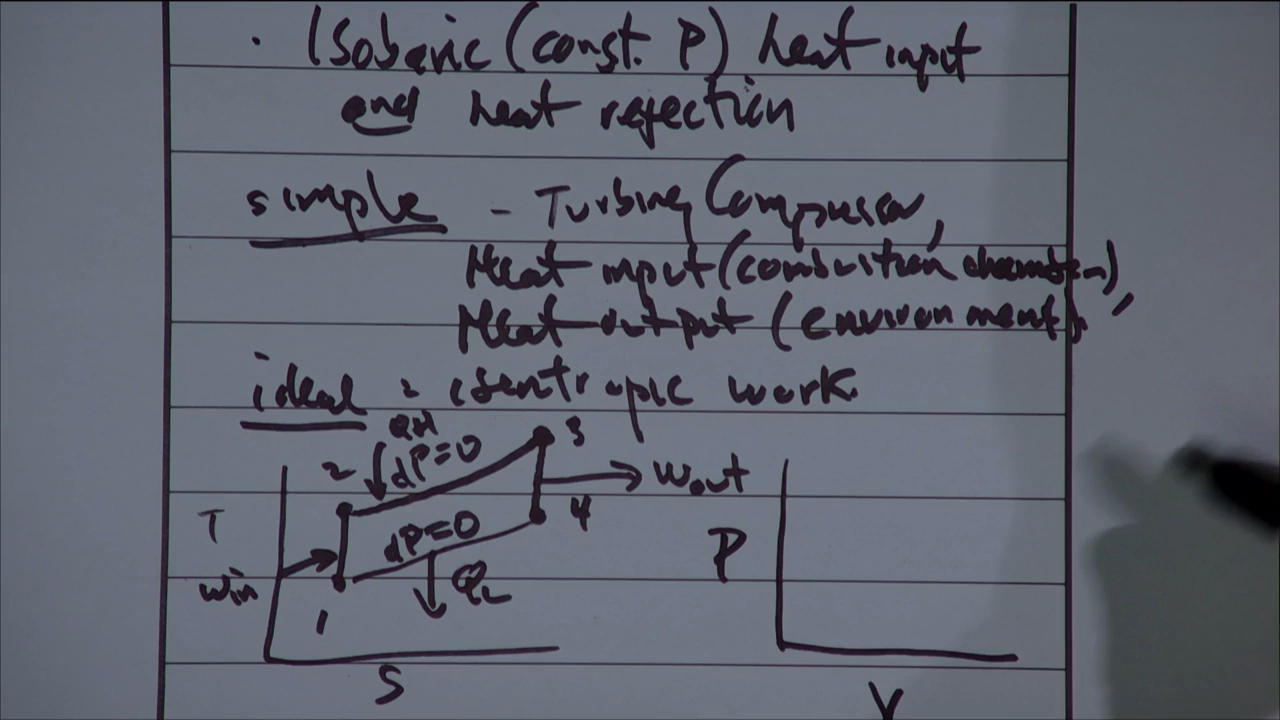 · Isobaric (const. P) heat input
and heat rejection
simple - Turbine, Compressor,
Heat input (combustion chamber),
Heat output (environment).
ideal : isentropic work.
QH
2 dP=0 3
Wout
T dP=0 4 P
Win QL
1
S V